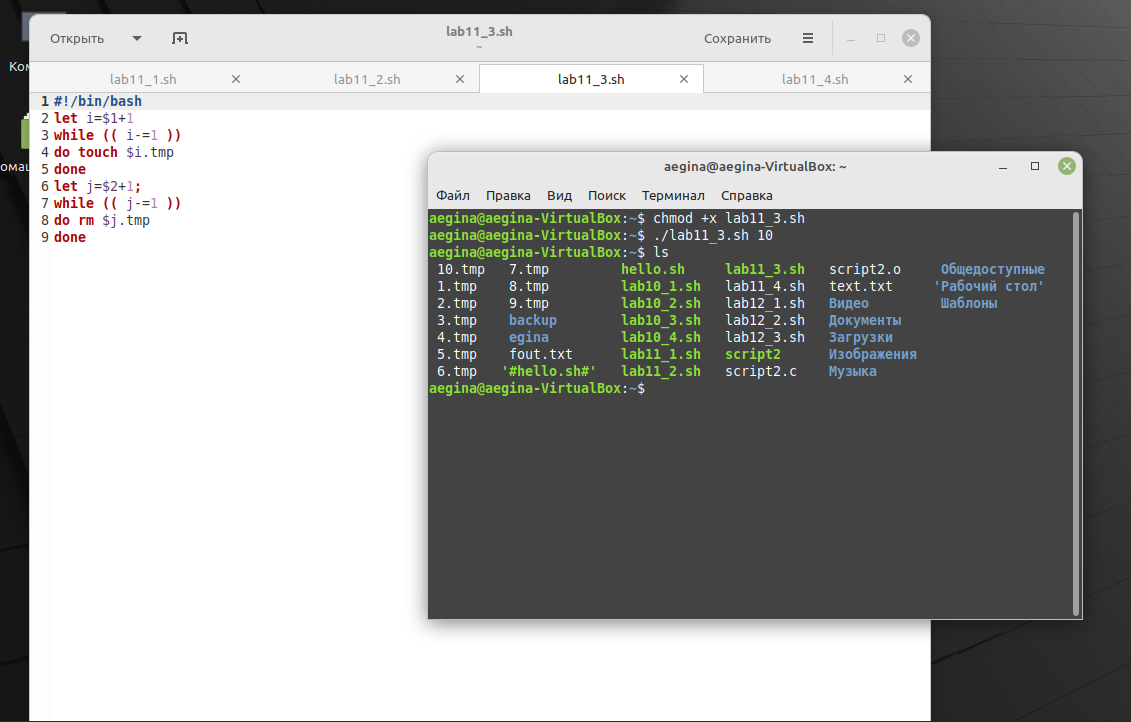 Открыть
lab11_3.sh
~
Сохранить
lab11_1.sh
lab11_2.sh
lab11_3.sh
lab11_4.sh
1 #!/bin/bash
2 let i=$1+1
3 while (( i-=1 ))
4 do touch $i.tmp
5 done
6 let j=$2+1;
7 while (( j-=1 ))
8 do rm $j.tmp
9 done
aegina@aegina-VirtualBox: ~
Файл Правка Вид Поиск Терминал Справка
aegina@aegina-VirtualBox:~$ chmod +x lab11_3.sh
aegina@aegina-VirtualBox:~$ ./lab11_3.sh 10
aegina@aegina-VirtualBox:~$ ls
10.tmp 7.tmp hello.sh lab11_3.sh script2.o Общедоступные
1.tmp 8.tmp lab10_1.sh lab11_4.sh text.txt 'Рабочий стол'
2.tmp 9.tmp lab10_2.sh lab12_1.sh Видео Шаблоны
3.tmp backup lab10_3.sh lab12_2.sh Документы
4.tmp egina lab10_4.sh lab12_3.sh Загрузки
5.tmp fout.txt lab11_1.sh script2 Изображения
6.tmp '#hello.sh#' lab11_2.sh script2.c Музыка
aegina@aegina-VirtualBox:~$